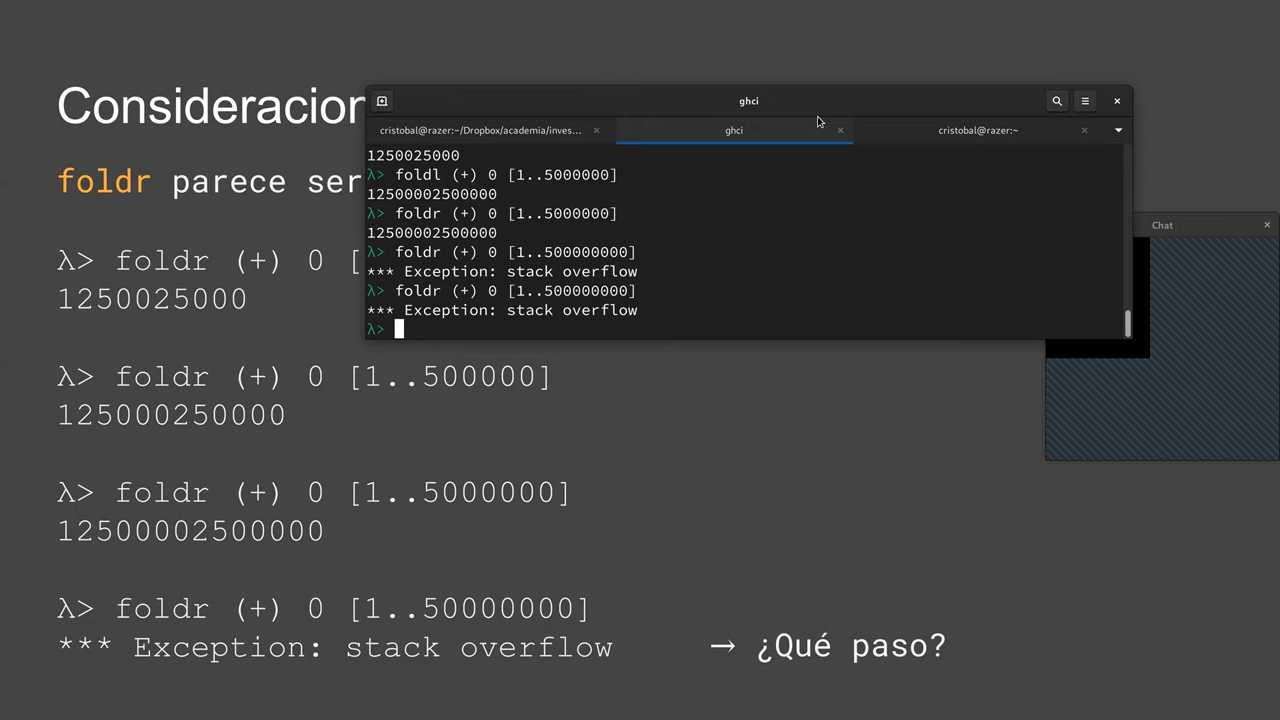 Consideracion
foldr parece ser
λ> foldr (+) 0 [
1250025000
λ> foldr (+) 0 [1..500000]
125000250000
λ> foldr (+) 0 [1..5000000]
12500002500000
λ> foldr (+) 0 [1..50000000]
*** Exception: stack overflow → ¿Qué paso?
ghci
cristobal@razer:~/Dropbox/academia/inves...
ghci
cristobal@razer:~
1250025000
λ> foldl (+) 0 [1..5000000]
12500002500000
λ> foldr (+) 0 [1..5000000]
12500002500000
λ> foldr (+) 0 [1..500000000]
*** Exception: stack overflow
λ> foldr (+) 0 [1..500000000]
*** Exception: stack overflow
λ>
Chat